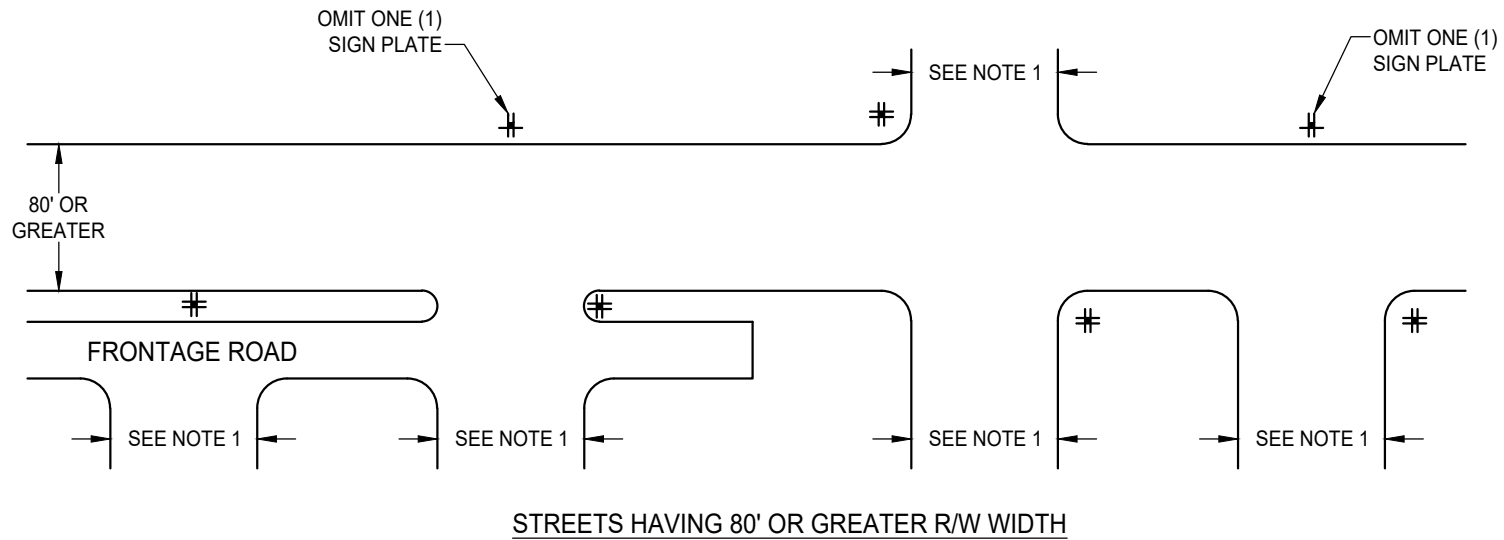 OMIT ONE (1)
SIGN PLATE
OMIT ONE (1)
SIGN PLATE
SEE NOTE 1
80' OR
GREATER
FRONTAGE ROAD
SEE NOTE 1
SEE NOTE 1
SEE NOTE 1
SEE NOTE 1
STREETS HAVING 80' OR GREATER R/W WIDTH